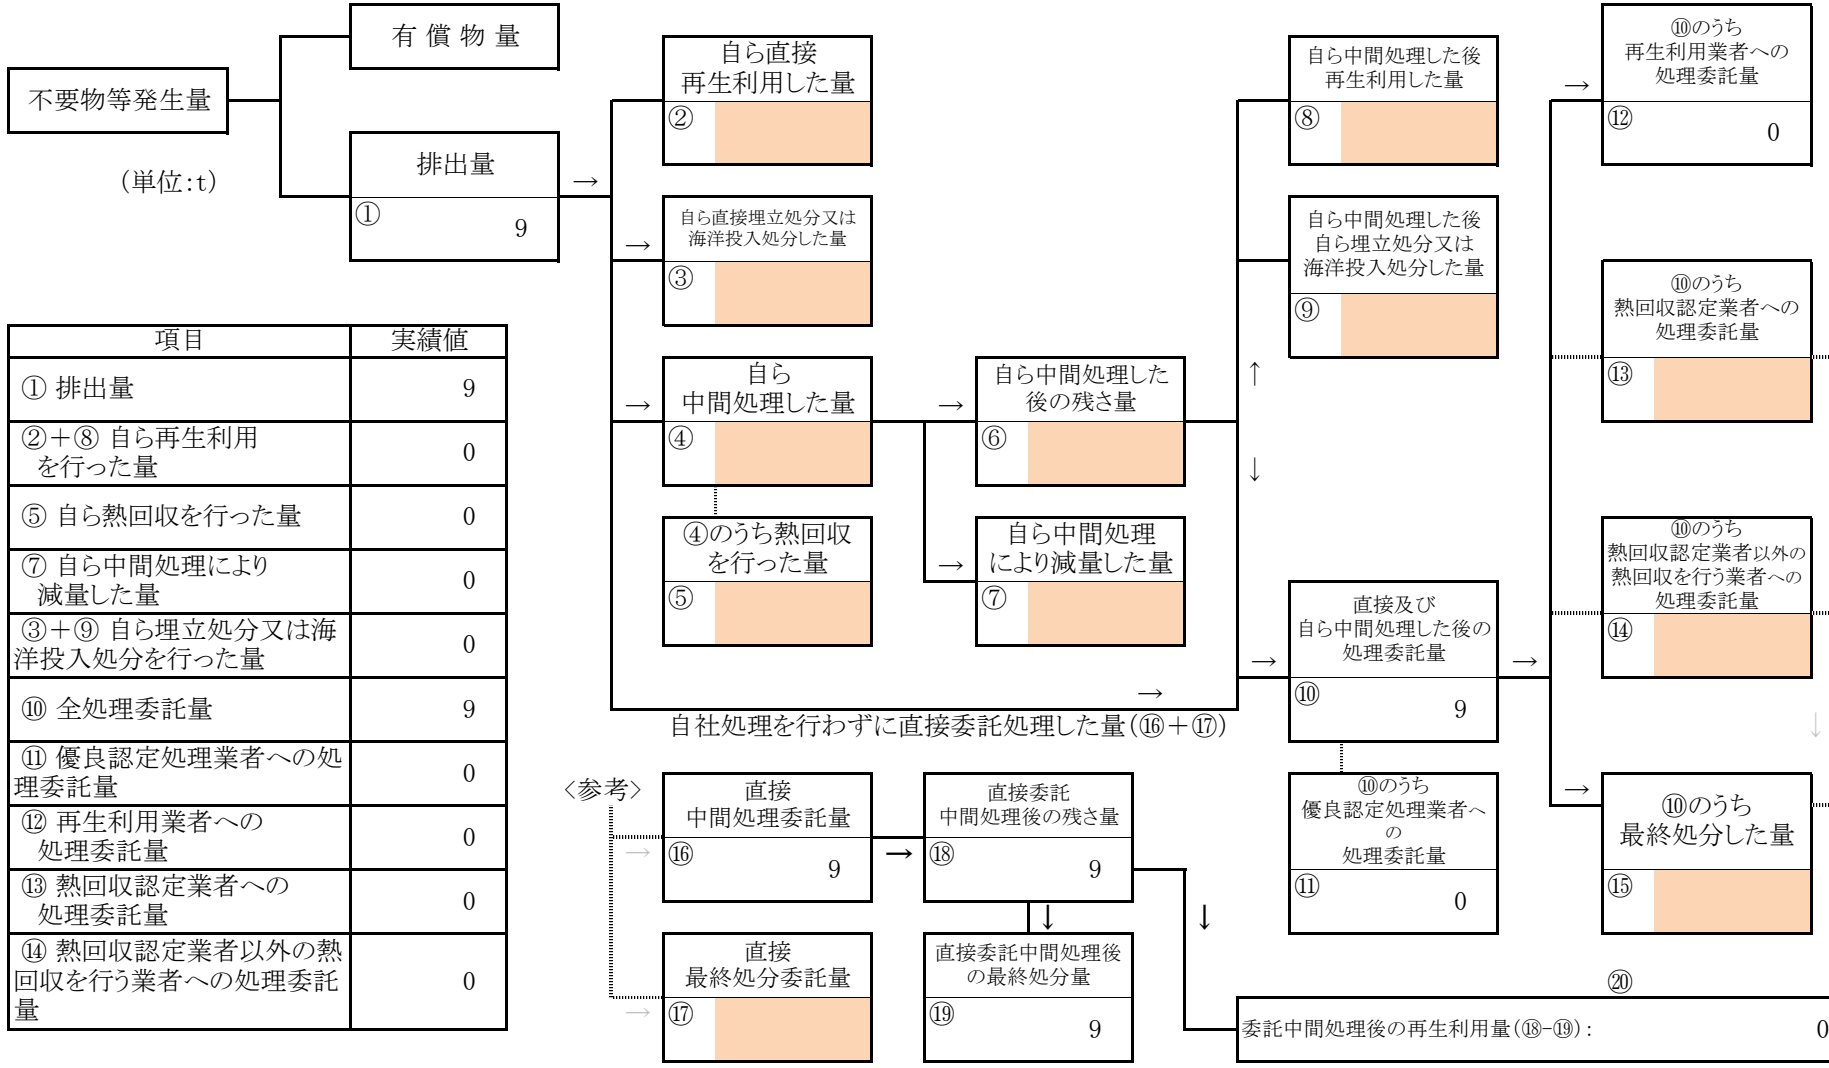 有 償 物 量
不要物等発生量
(単位:t)
排出量
①
9
→
自ら直接
再生利用した量
②
→
自ら直接埋立処分又は
海洋投入処分した量
③
→
自ら
中間処理した量
④
④のうち熱回収
を行った量
⑤
→
自ら中間処理した
後の残さ量
⑥
→
自ら中間処理
により減量した量
⑦
自ら中間処理した後
再生利用した量
⑧
自ら中間処理した後
自ら埋立処分又は
海洋投入処分した量
⑨
↑
↓
→
→
自社処理を行わずに直接委託処理した量(⑯+⑰)
直接及び
自ら中間処理した後の
処理委託量
⑩
9
⑩のうち
優良認定処理業者へ
の
処理委託量
⑪
0
→
→
⑩のうち
再生利用業者への
処理委託量
⑫
0
⑩のうち
熱回収認定業者への
処理委託量
⑬
⑩のうち
熱回収認定業者以外の
熱回収を行う業者への
処理委託量
⑭
↓
→
⑩のうち
最終処分した量
⑮
項目 実績値
① 排出量 9
②+⑧ 自ら再生利用
を行った量 0
⑤ 自ら熱回収を行った量 0
⑦ 自ら中間処理により
減量した量 0
③+⑨ 自ら埋立処分又は海
洋投入処分を行った量 0
⑩ 全処理委託量 9
⑪ 優良認定処理業者への処
理委託量 0
⑫ 再生利用業者への
処理委託量 0
⑬ 熱回収認定業者への
処理委託量 0
⑭ 熱回収認定業者以外の熱
回収を行う業者への処理委託
量 0
<参考>
→
直接
中間処理委託量
⑯
9
→
直接委託
中間処理後の残さ量
⑱
9
↓
↓
→
直接
最終処分委託量
⑰
直接委託中間処理後
の最終処分量
⑲
9
⑳
委託中間処理後の再生利用量(⑱-⑲): 0